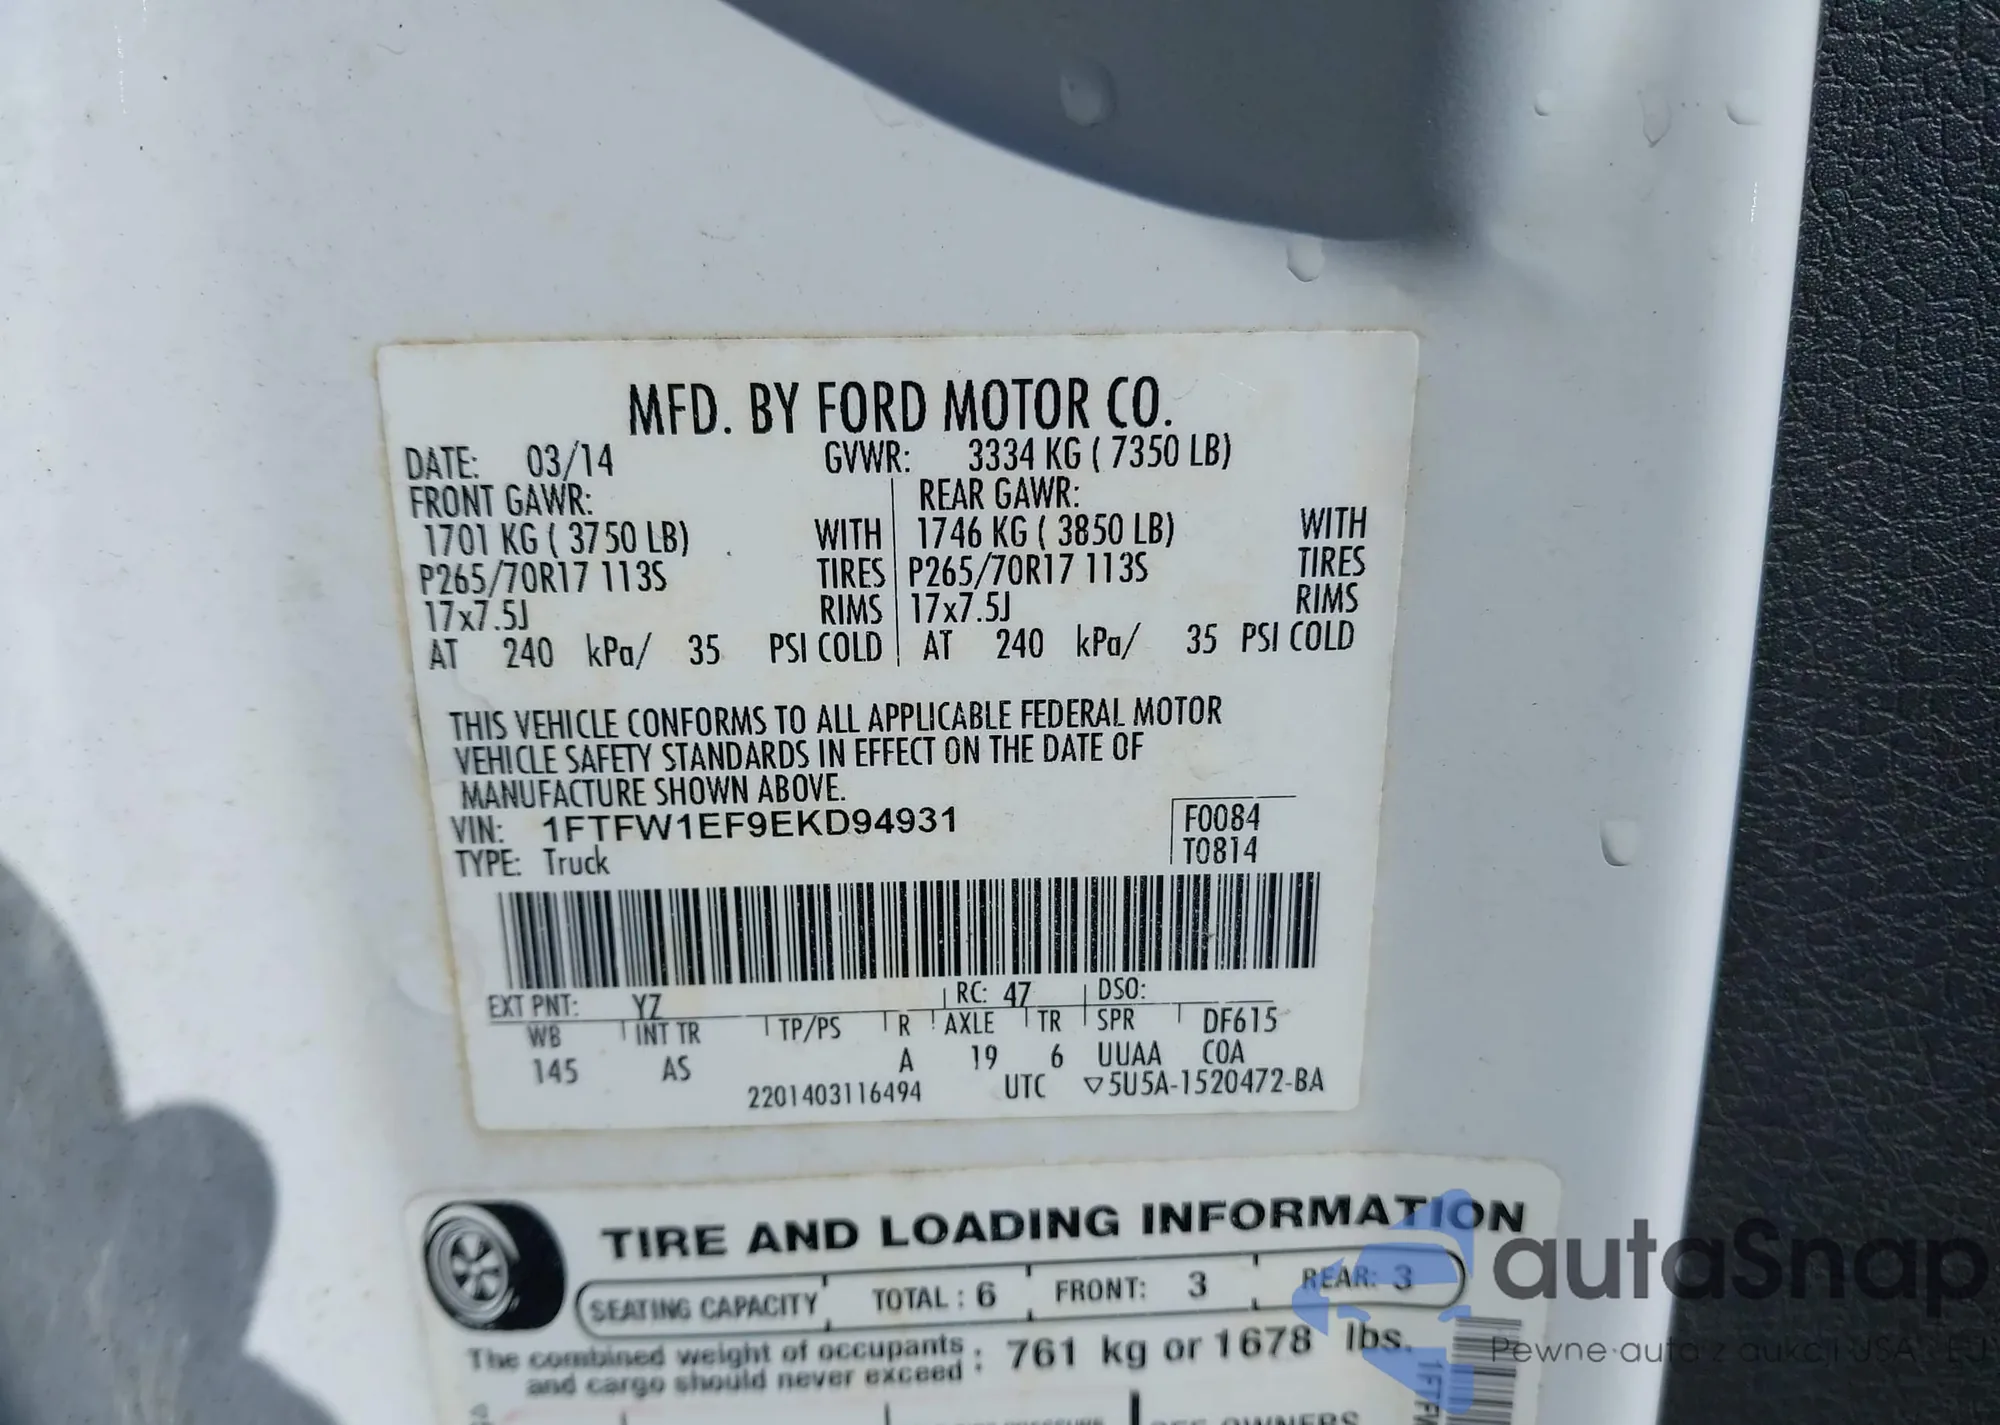 MFD. BY FORD MOTOR CO.
DATE: 03/14 GVWR: 3334 KG ( 7350 LB)
FRONT GAWR: REAR GAWR:
1701 KG ( 3750 LB) WITH 1746 KG ( 3850 LB) WITH
P265/70R17 113S TIRES P265/70R17 113S TIRES
17x7.5J RIMS 17x7.5J RIMS
AT 240 kPa/ 35 PSI COLD AT 240 kPa/ 35 PSI COLD
THIS VEHICLE CONFORMS TO ALL APPLICABLE FEDERAL MOTOR
VEHICLE SAFETY STANDARDS IN EFFECT ON THE DATE OF
MANUFACTURE SHOWN ABOVE.
VIN: 1FTFW1EF9EKD94931 F0084
TYPE: Truck T0814
EXT PNT: YZ RC: 47 DSO:
WB INT TR TP/PS R AXLE TR SPR DF615
145 AS A 19 6 UUAA COA
2201403116494 UTC ▽5U5A-1520472-BA
TIRE AND LOADING INFORMATION
SEATING CAPACITY TOTAL : 6 FRONT: 3 REAR: 3
The combined weight of occupants : 761 kg or 1678 lbs.
and cargo should never exceed
autaSnap
Pewne auta z aukcji USA i EU